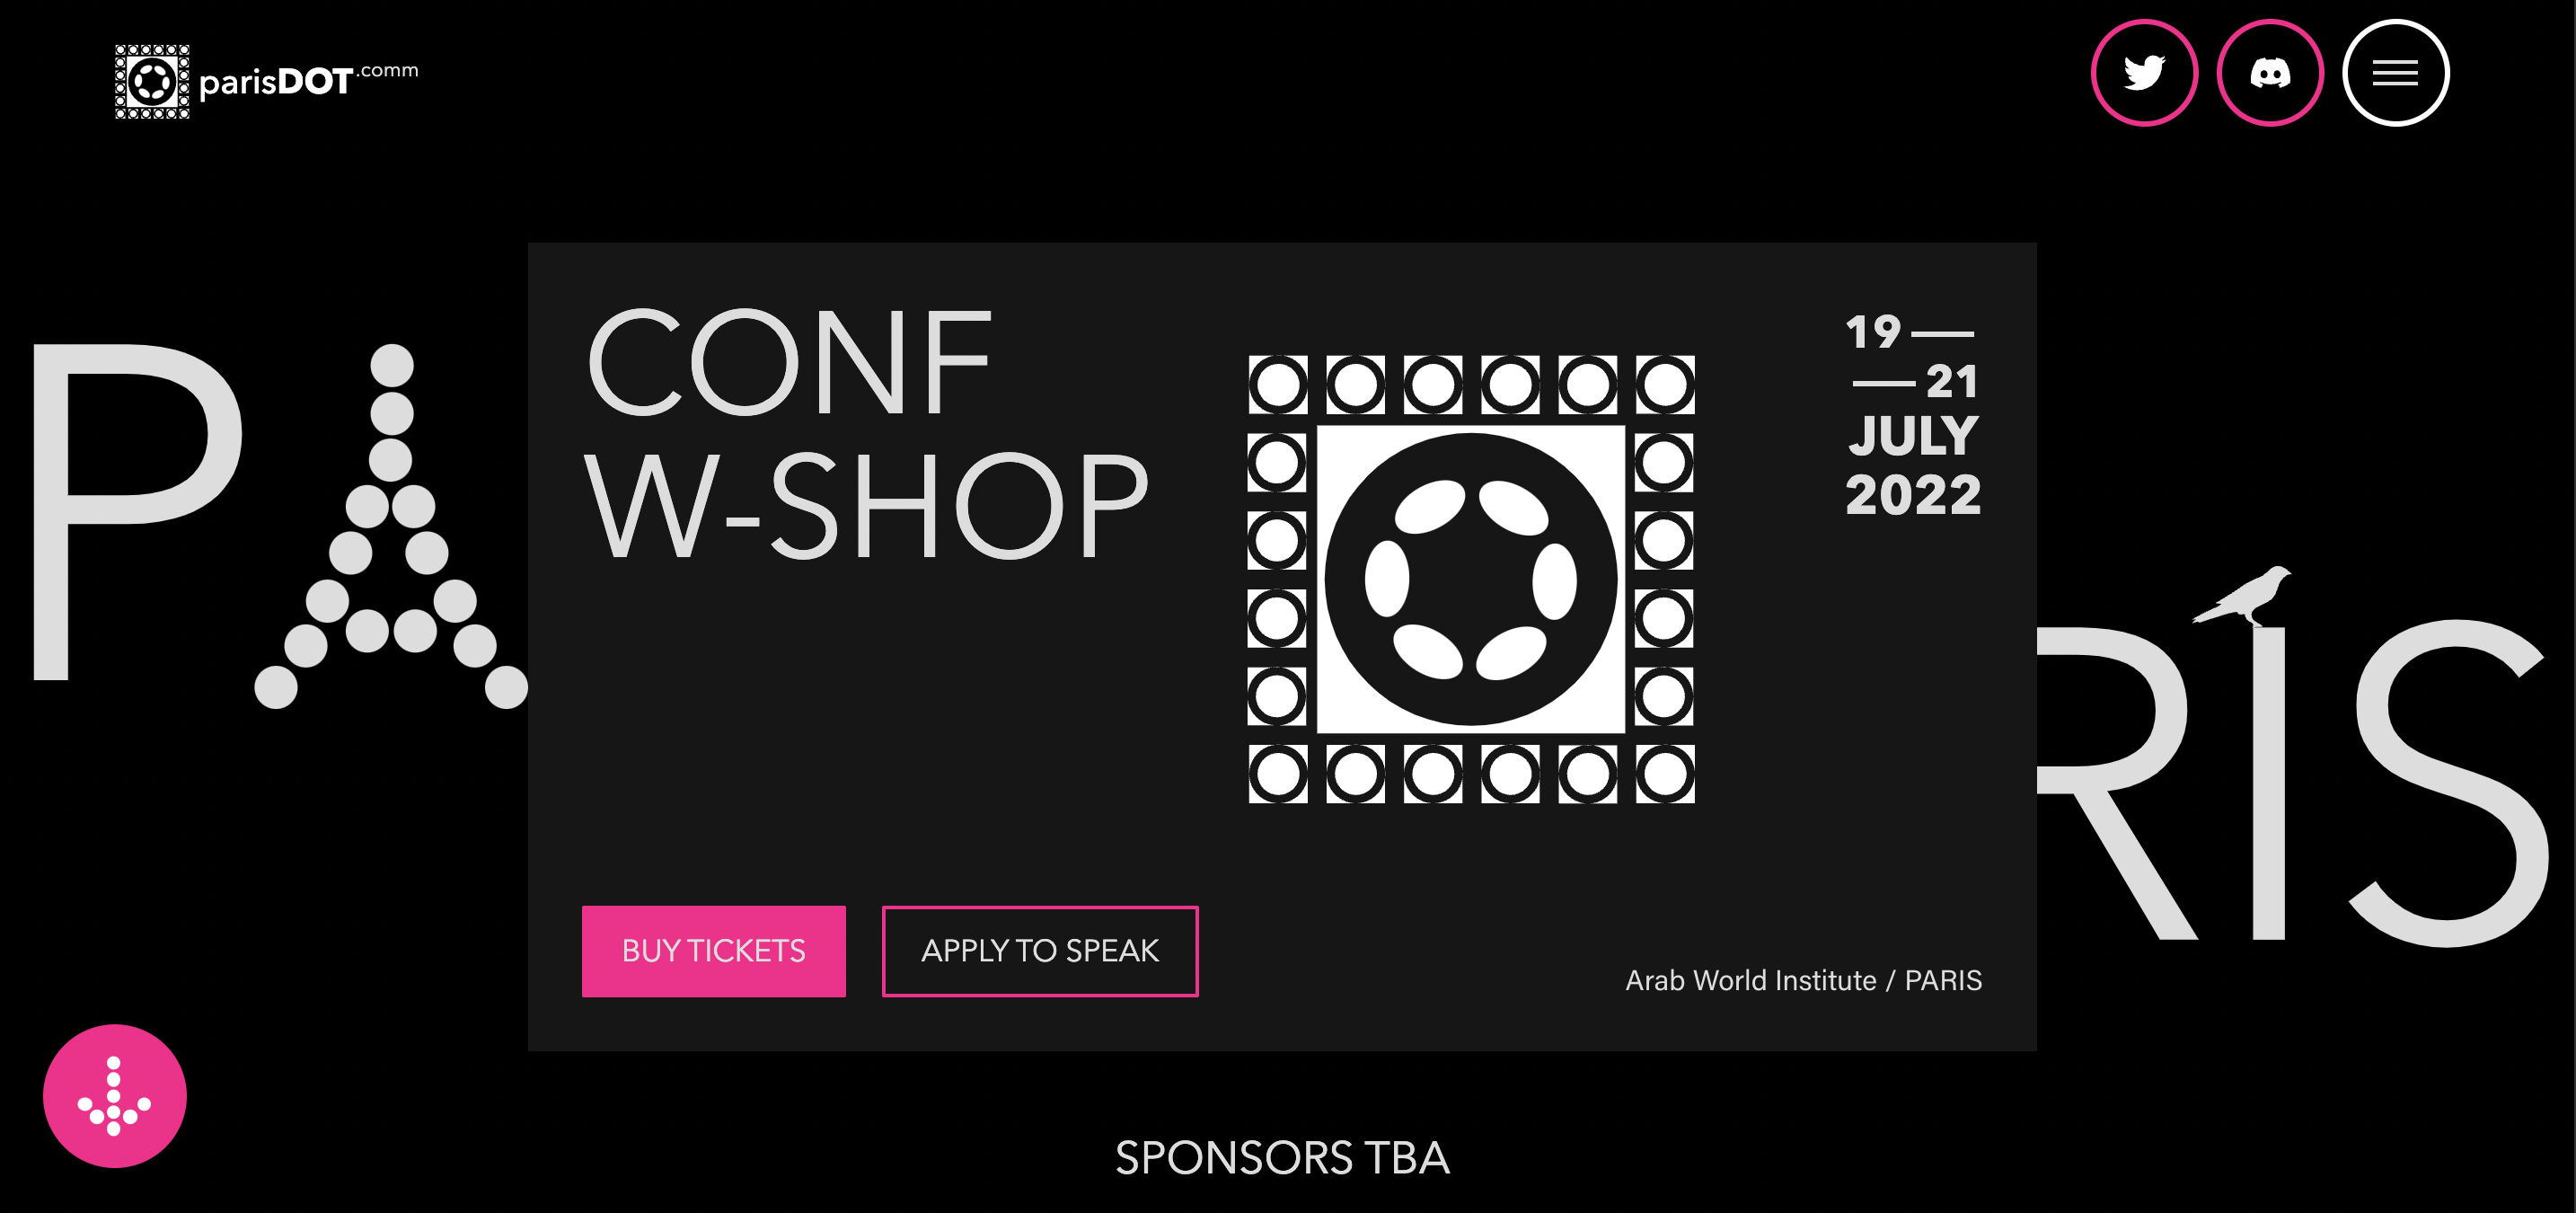 parisDOT.comm
CONF
W-SHOP
19—
—21
JULY
2022
PA
RIS
BUY TICKETS
APPLY TO SPEAK
Arab World Institute / PARIS
SPONSORS TBA